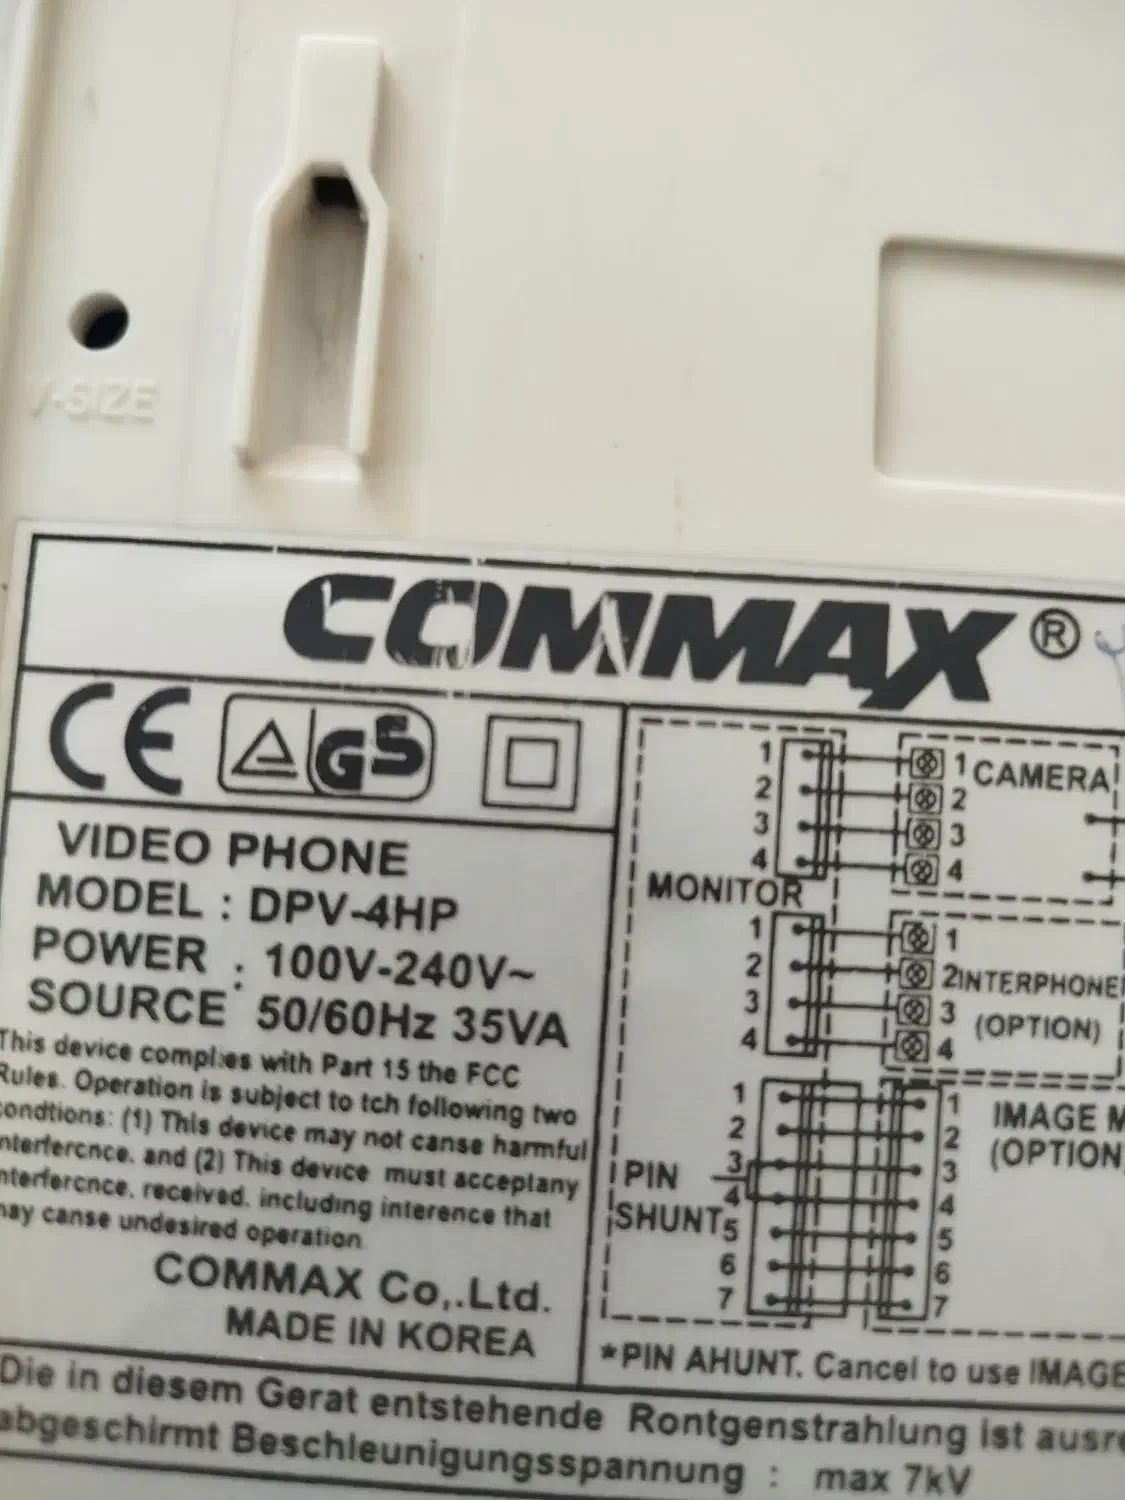 V-SIZE
COMMAX®
CE GS
VIDEO PHONE
MODEL : DPV-4HP
POWER : 100V-240V~
SOURCE 50/60Hz 35VA
This device complies with Part 15 the FCC
Rules. Operation is subject to tch following two
condtions: (1) This device may not canse harmful
interfercnce. and (2) This device must acceplany
nterfercnce. received. including interence that
may canse undesired operation
COMMAX Co,.Ltd.
MADE IN KOREA
1 1 CAMERA
2 2
3 3
4 4
MONITOR
1 1
2 2 INTERPHONE
3 3 (OPTION)
4 4
1 1 IMAGE M
2 2 (OPTION)
3 3
PIN 4 4
SHUNT 5 5
6 6
7 7
*PIN AHUNT. Cancel to use IMAGE
Die in diesem Gerat entstehende Rontgenstrahlung ist ausre
abgeschirmt Beschleunigungsspannung : max 7kV